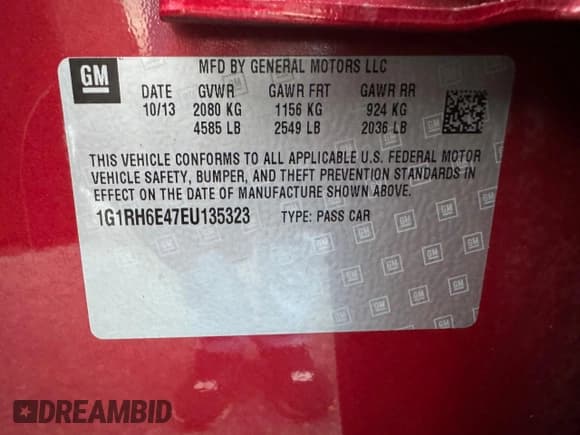 GM
MFD BY GENERAL MOTORS LLC
DATE GVWR GAWR FRT GAWR RR
10/13 2080 KG 1156 KG 924 KG
4585 LB 2549 LB 2036 LB
THIS VEHICLE CONFORMS TO ALL APPLICABLE U.S. FEDERAL MOTOR
VEHICLE SAFETY, BUMPER, AND THEFT PREVENTION STANDARDS IN
EFFECT ON THE DATE OF MANUFACTURE SHOWN ABOVE.
1G1RH6E47EU135323 TYPE: PASS CAR
DREAMBID